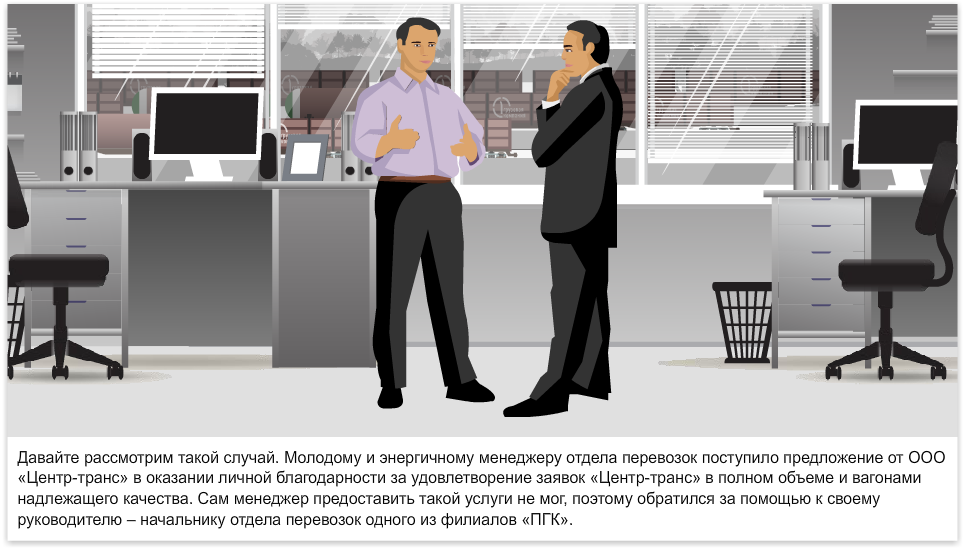 Давайте рассмотрим такой случай. Молодому и энергичному менеджеру отдела перевозок поступило предложение от ООО
«Центр-транс» в оказании личной благодарности за удовлетворение заявок «Центр-транс» в полном объеме и вагонами
надлежащего качества. Сам менеджер предоставить такой услуги не мог, поэтому обратился за помощью к своему
руководителю – начальнику отдела перевозок одного из филиалов «ПГК».